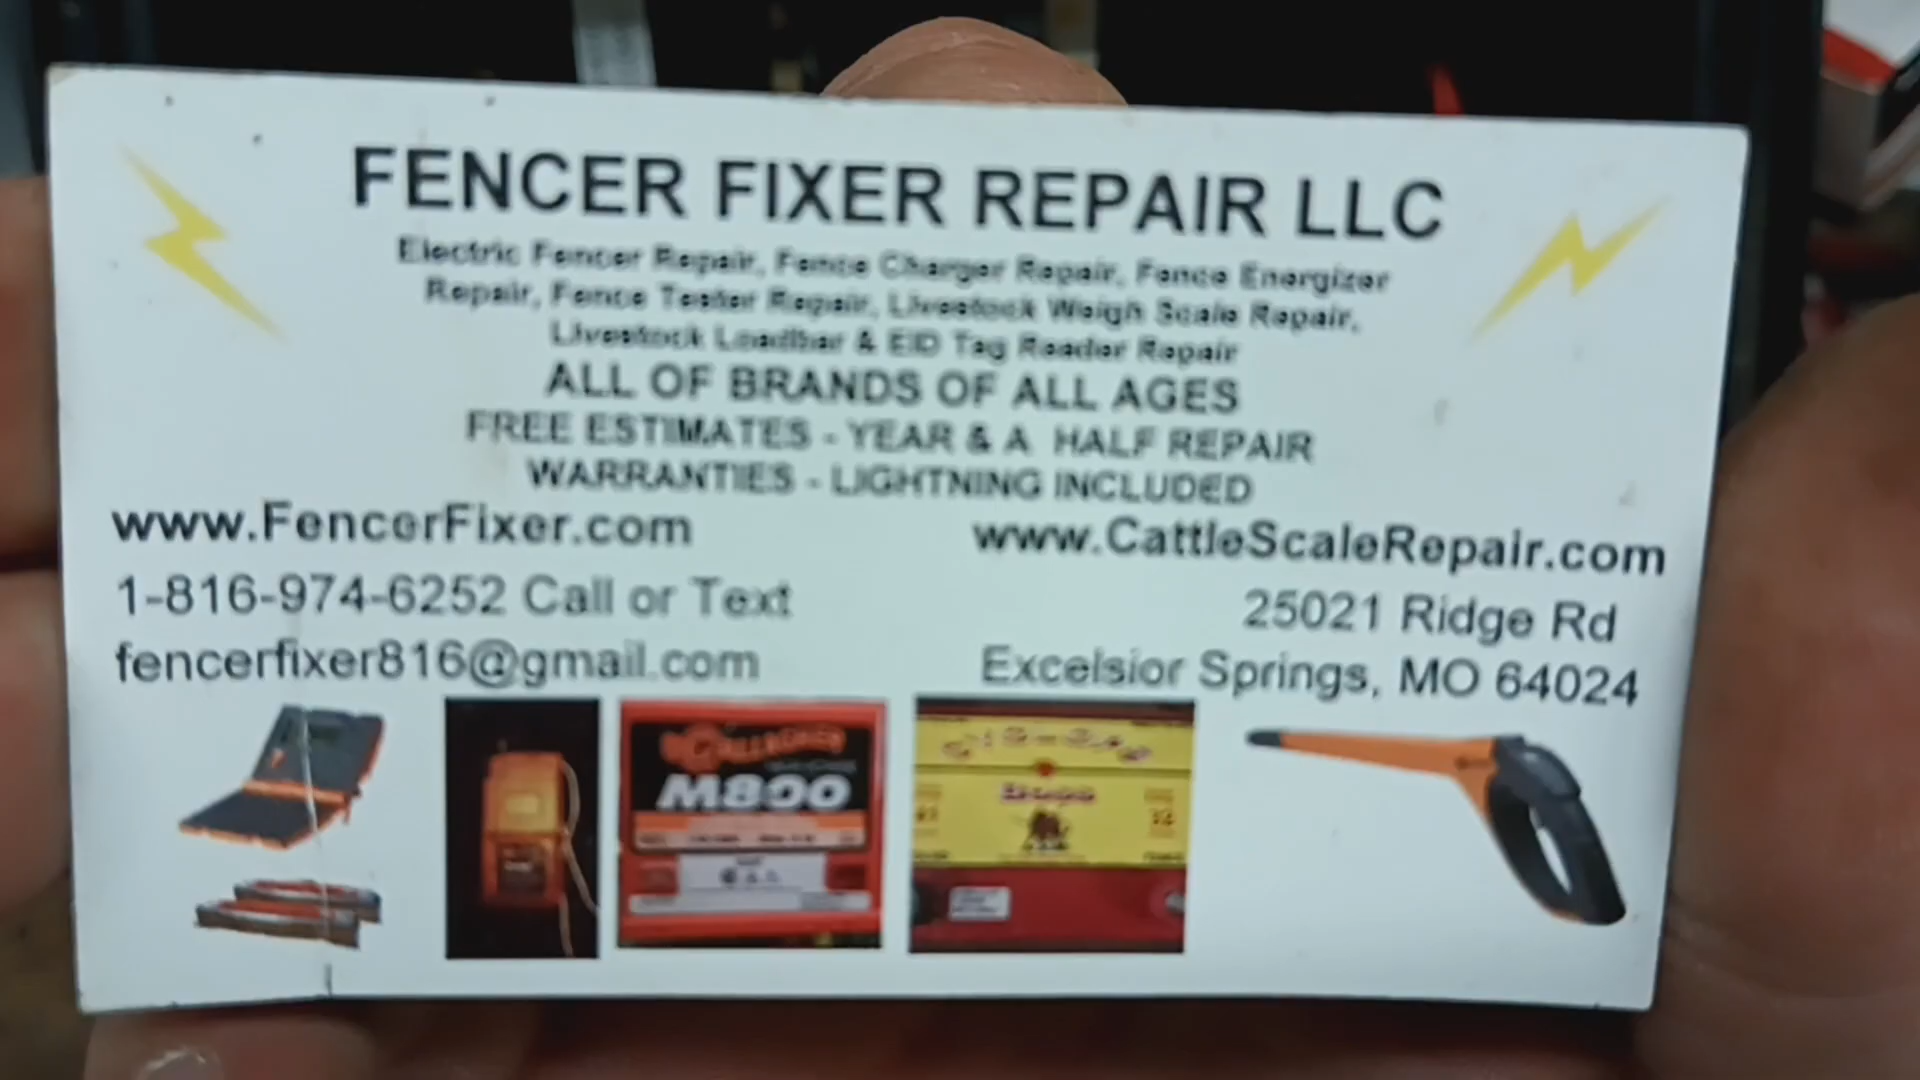 FENCER FIXER REPAIR LLC
Electric Fencer Repair, Fence Charger Repair, Fence Energizer
Repair, Fence Tester Repair, Livestock Weigh Scale Repair,
Livestock Loadbar & EID Tag Reader Repair
ALL OF BRANDS OF ALL AGES
FREE ESTIMATES - YEAR & A HALF REPAIR
WARRANTIES - LIGHTNING INCLUDED
www.FencerFixer.com
www.CattleScaleRepair.com
1-816-974-6252 Call or Text
25021 Ridge Rd
fencerfixer816@gmail.com
Excelsior Springs, MO 64024
GALLAGHER
M800